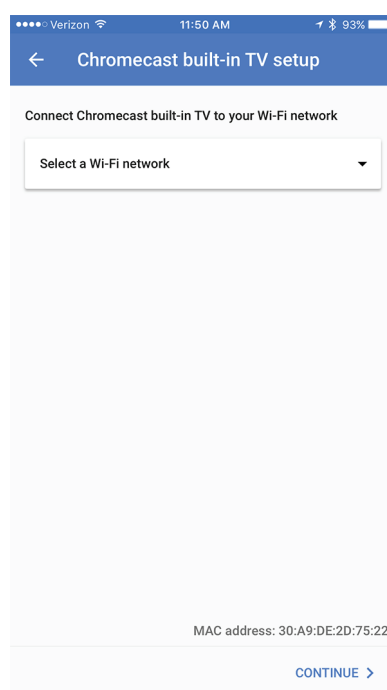 Verizon 11:50 AM 93%
Chromecast built-in TV setup
Connect Chromecast built-in TV to your Wi-Fi network
Select a Wi-Fi network
MAC address: 30:A9:DE:2D:75:22
CONTINUE